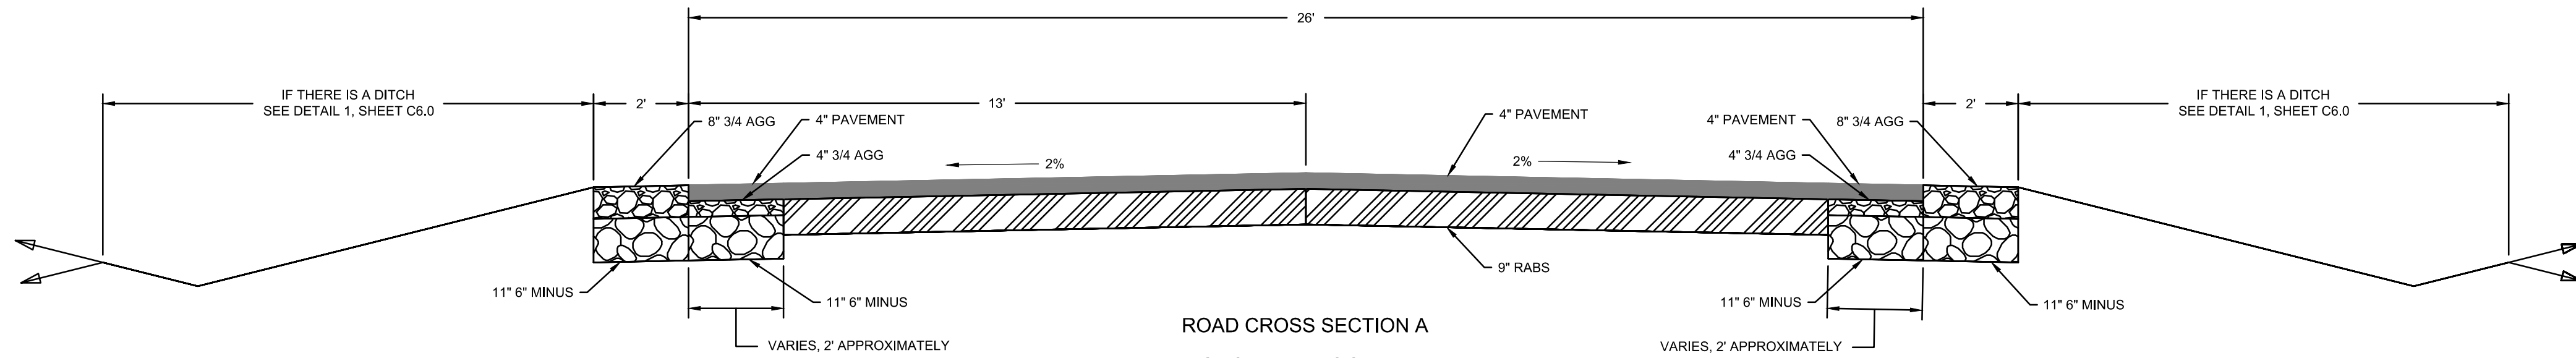 26'
IF THERE IS A DITCH
SEE DETAIL 1, SHEET C6.0
2'
13'
2'
IF THERE IS A DITCH
SEE DETAIL 1, SHEET C6.0
8" 3/4 AGG
4" PAVEMENT
4" PAVEMENT
4" PAVEMENT
8" 3/4 AGG
4" 3/4 AGG
2%
2%
4" 3/4 AGG
9" RABS
11" 6" MINUS
11" 6" MINUS
11" 6" MINUS
11" 6" MINUS
ROAD CROSS SECTION A
VARIES, 2' APPROXIMATELY
VARIES, 2' APPROXIMATELY